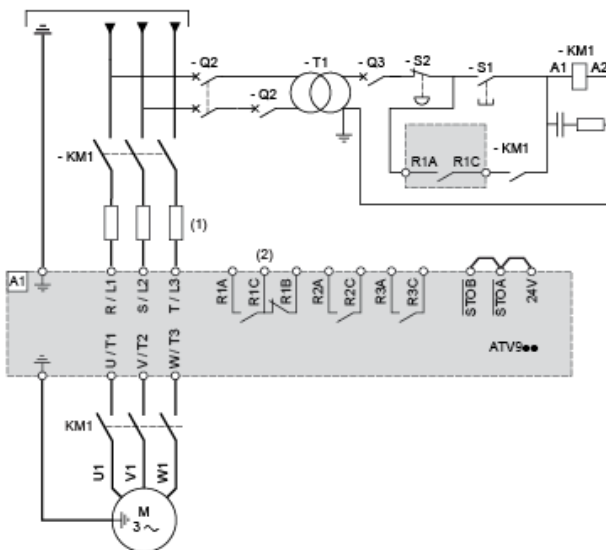 - Q2
- T1
- Q3
- S2
- S1
- KM1
A1
A2
- Q2
- KM1
R1A
R1C
- KM1
(1)
(2)
A1
R / L1
S / L2
T / L3
R1A
R1C
R1B
R2A
R2C
R3A
R3C
STOB
STOA
24V
U / T1
V / T2
W / T3
ATV9●●
KM1
U1
V1
W1
M
3 ~